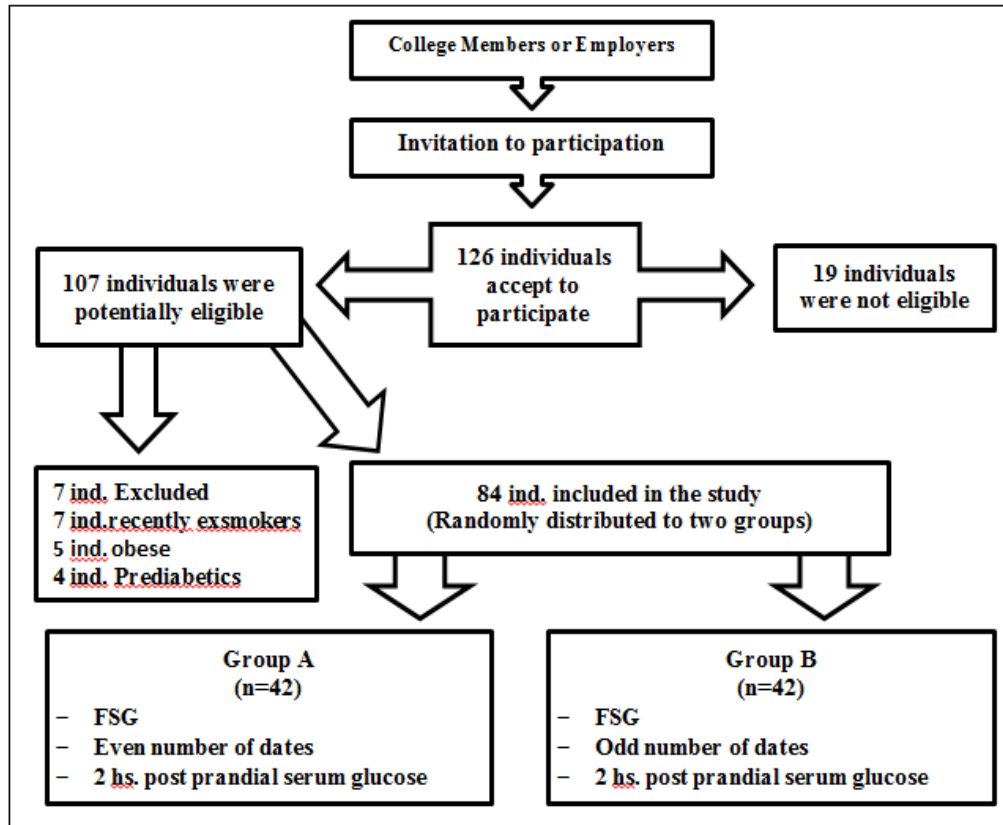 College Members or Employers
Invitation to participation
126 individuals
accept to
participate
107 individuals were
potentially eligible
19 individuals
were not eligible
7 ind. Excluded
7 ind.recently exsmokers
5 ind. obese
4 ind. Prediabetics
84 ind. included in the study
(Randomly distributed to two groups)
Group A
(n=42)
– FSG
– Even number of dates
– 2 hs. post prandial serum glucose
Group B
(n=42)
– FSG
– Odd number of dates
– 2 hs. post prandial serum glucose